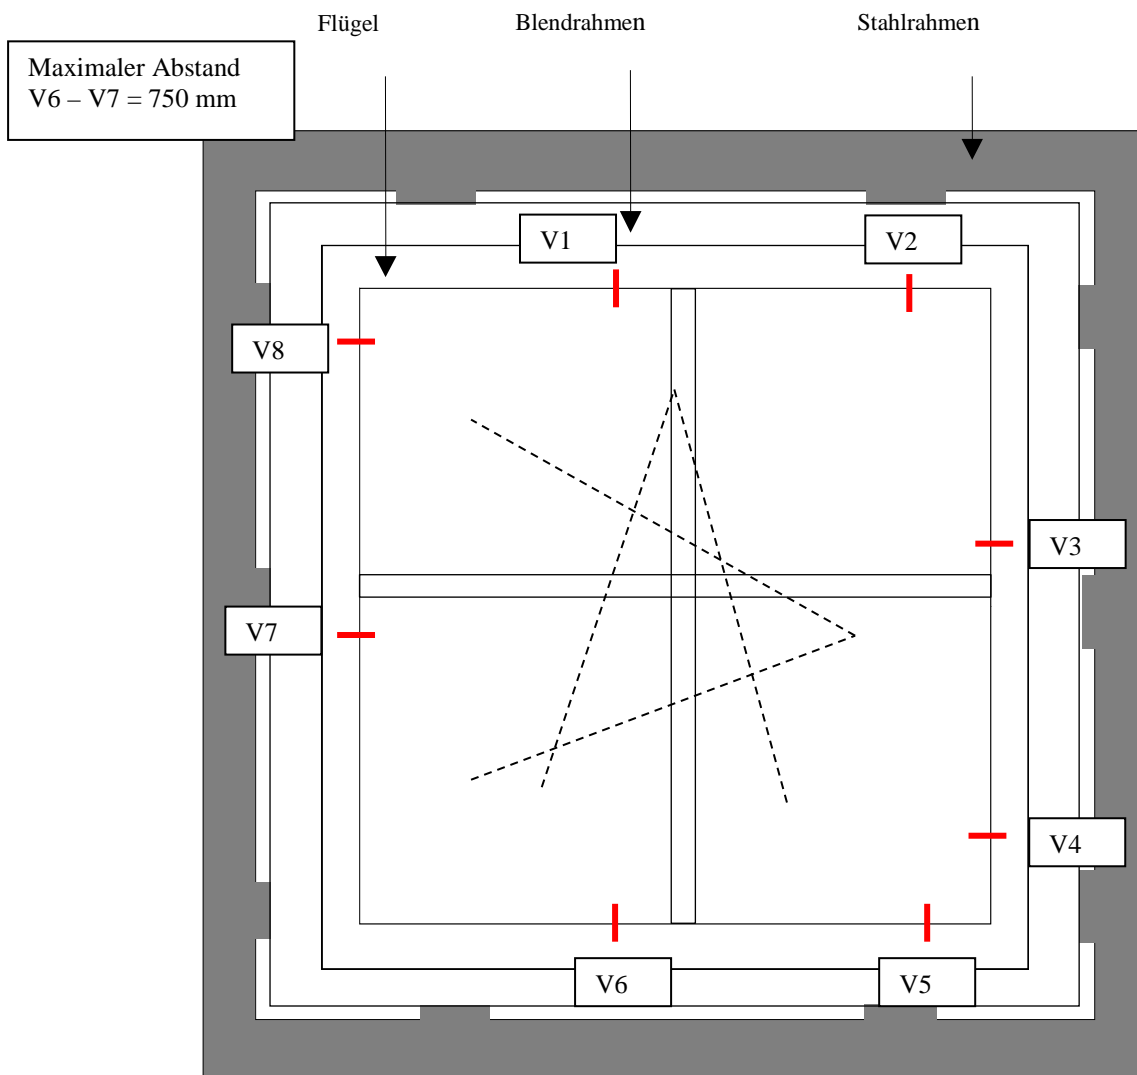 Flügel
Blendrahmen
Stahlrahmen
Maximaler Abstand
V6 – V7 = 750 mm
V1
V2
V8
V3
V7
V4
V6
V5